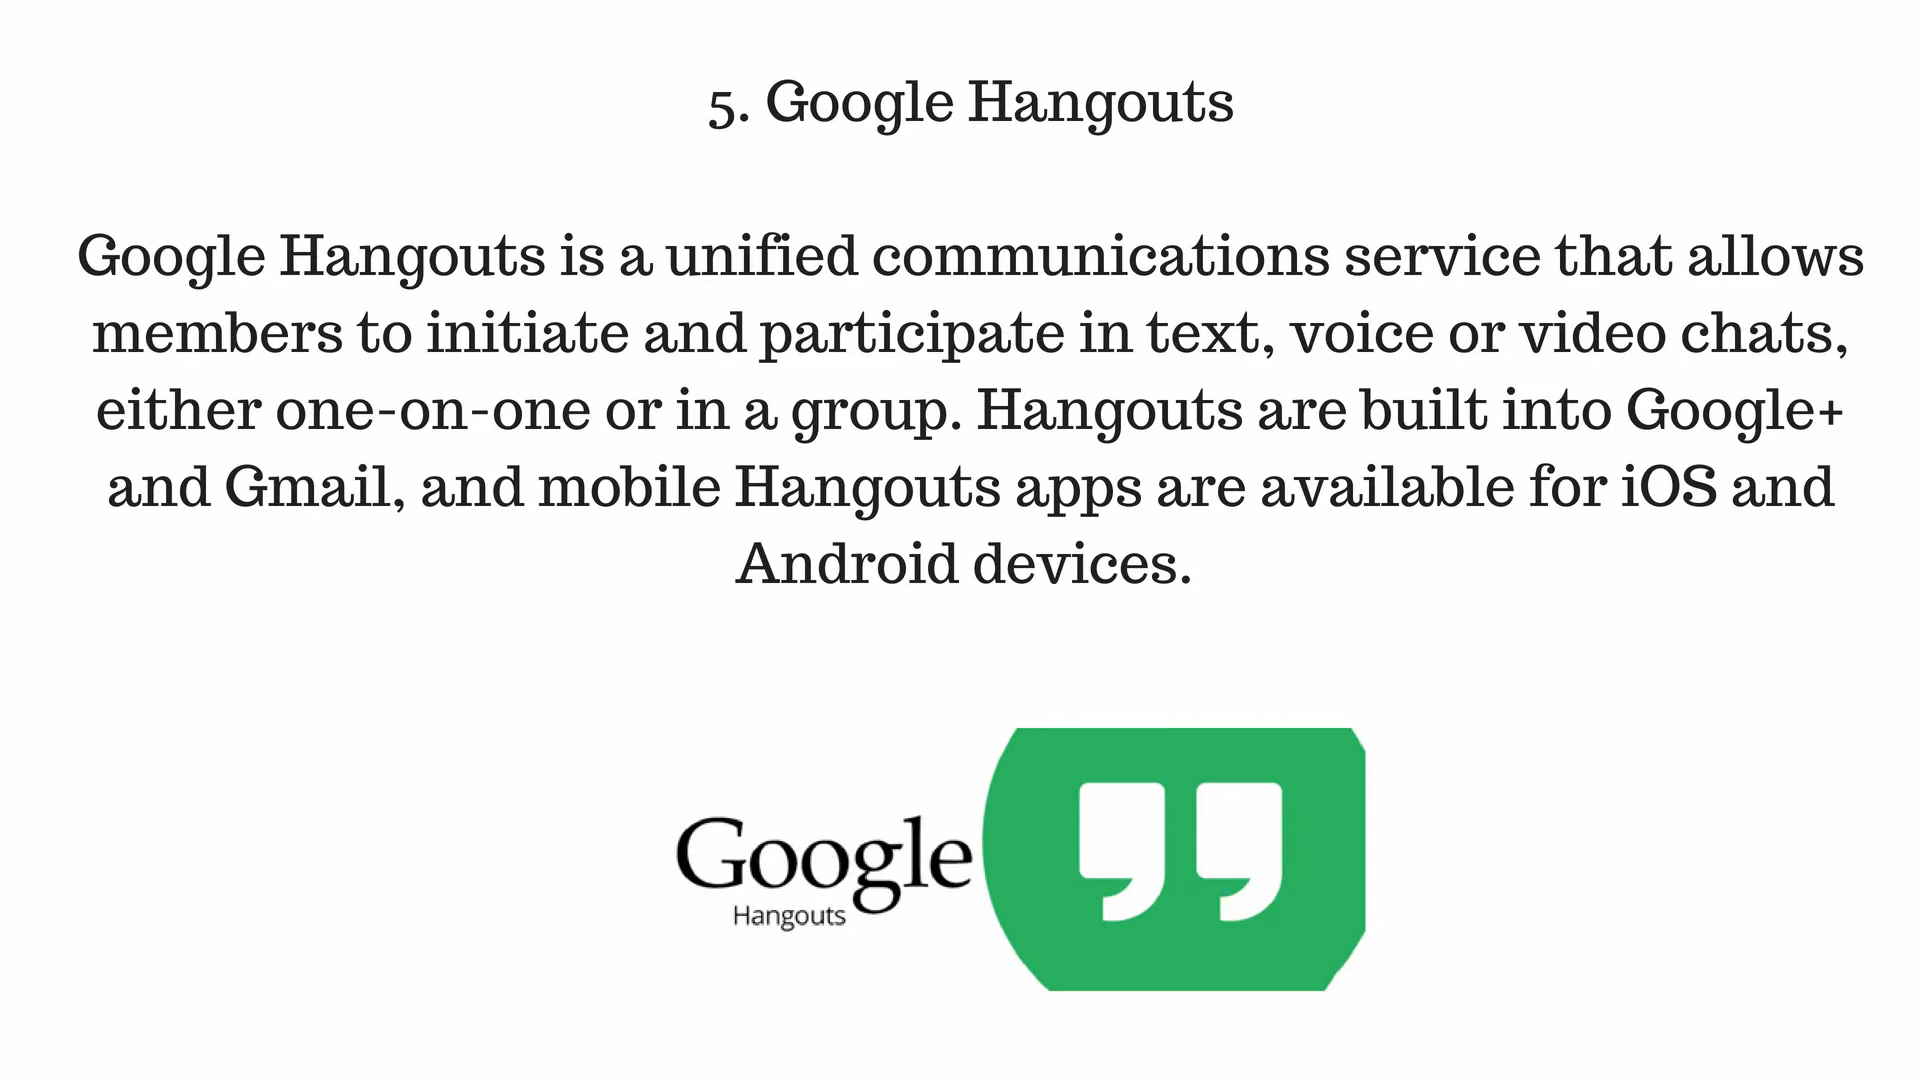 5. Google Hangouts
Google Hangouts is a unified communications service that allows
members to initiate and participate in text, voice or video chats,
either one-on-one or in a group. Hangouts are built into Google+
and Gmail, and mobile Hangouts apps are available for iOS and
Android devices.
Google
Hangouts